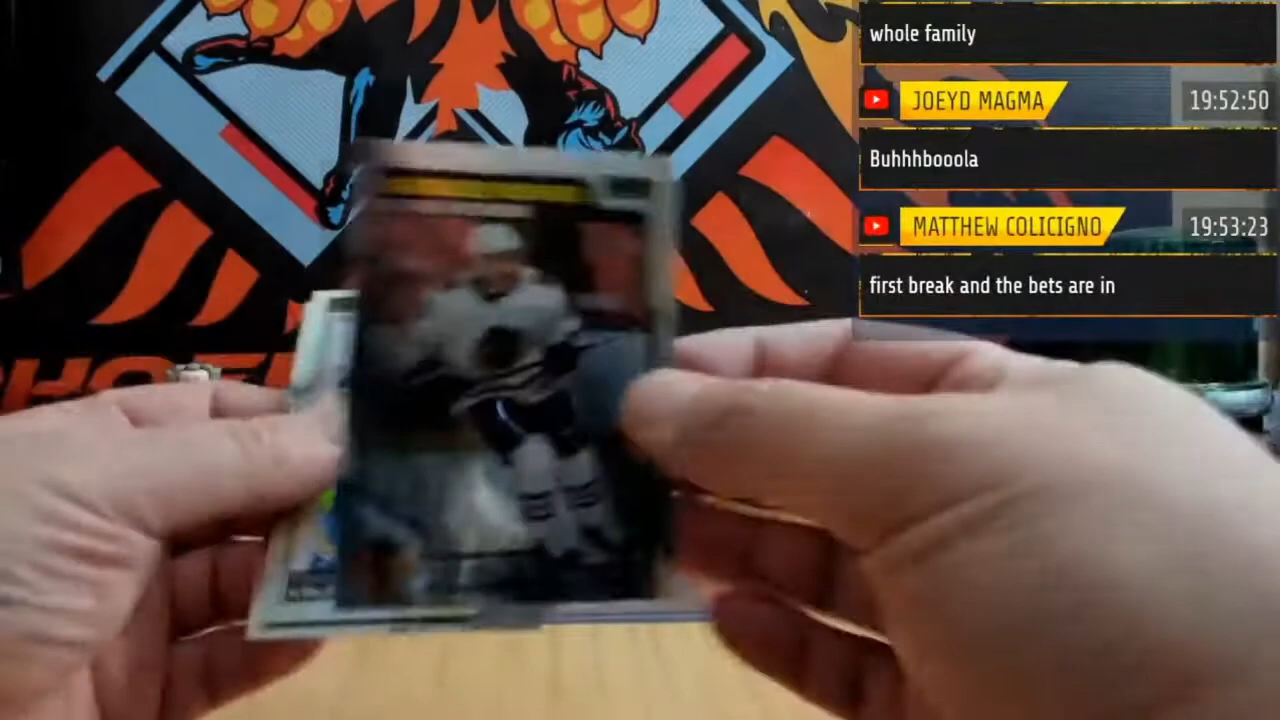 whole family
JOEYD MAGMA 19:52:50
Buhhhbooola
MATTHEW COLICIGNO 19:53:23
first break and the bets are in